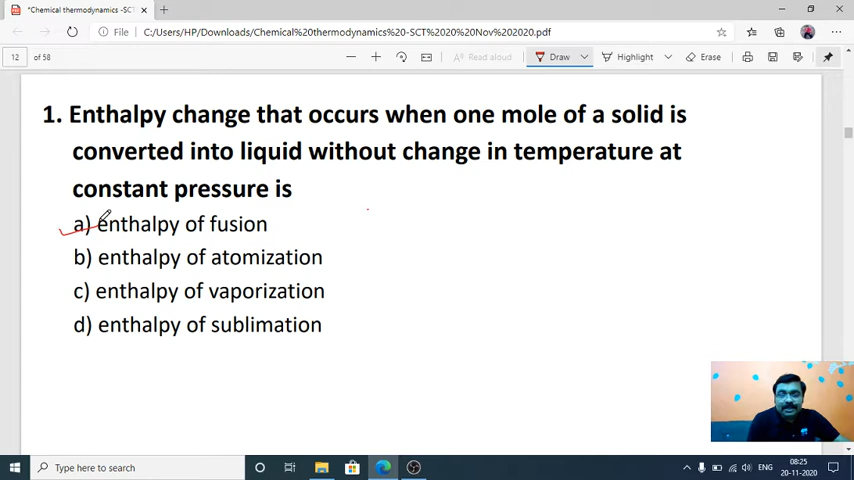 *Chemical thermodynamics -SCT
File
C:/Users/HP/Downloads/Chemical%20thermodynamics%20-SCT%2020%20Nov%202020.pdf
12 of 58
Read aloud
Draw
Highlight
Erase
1. Enthalpy change that occurs when one mole of a solid is
converted into liquid without change in temperature at
constant pressure is
a) enthalpy of fusion
b) enthalpy of atomization
c) enthalpy of vaporization
d) enthalpy of sublimation
Type here to search
ENG
08:25
20-11-2020